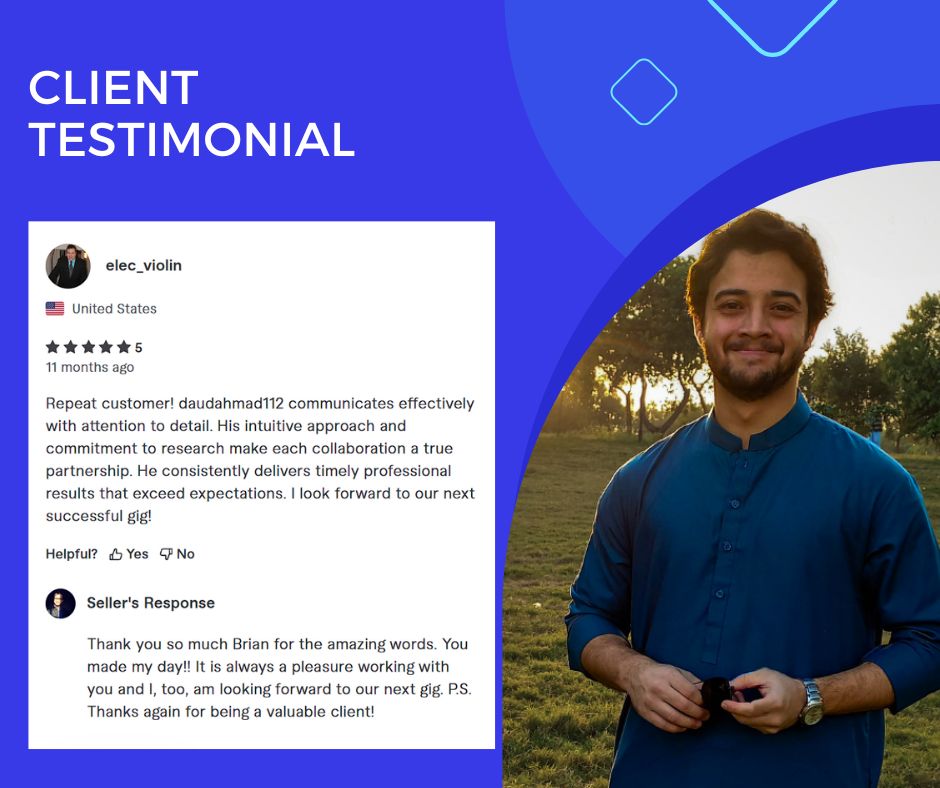 CLIENT
TESTIMONIAL
elec_violin
United States
5
11 months ago
Repeat customer! daudahmad112 communicates effectively
with attention to detail. His intuitive approach and
commitment to research make each collaboration a true
partnership. He consistently delivers timely professional
results that exceed expectations. I look forward to our next
successful gig!
Helpful? Yes No
Seller's Response
Thank you so much Brian for the amazing words. You
made my day!! It is always a pleasure working with
you and I, too, am looking forward to our next gig. P.S.
Thanks again for being a valuable client!